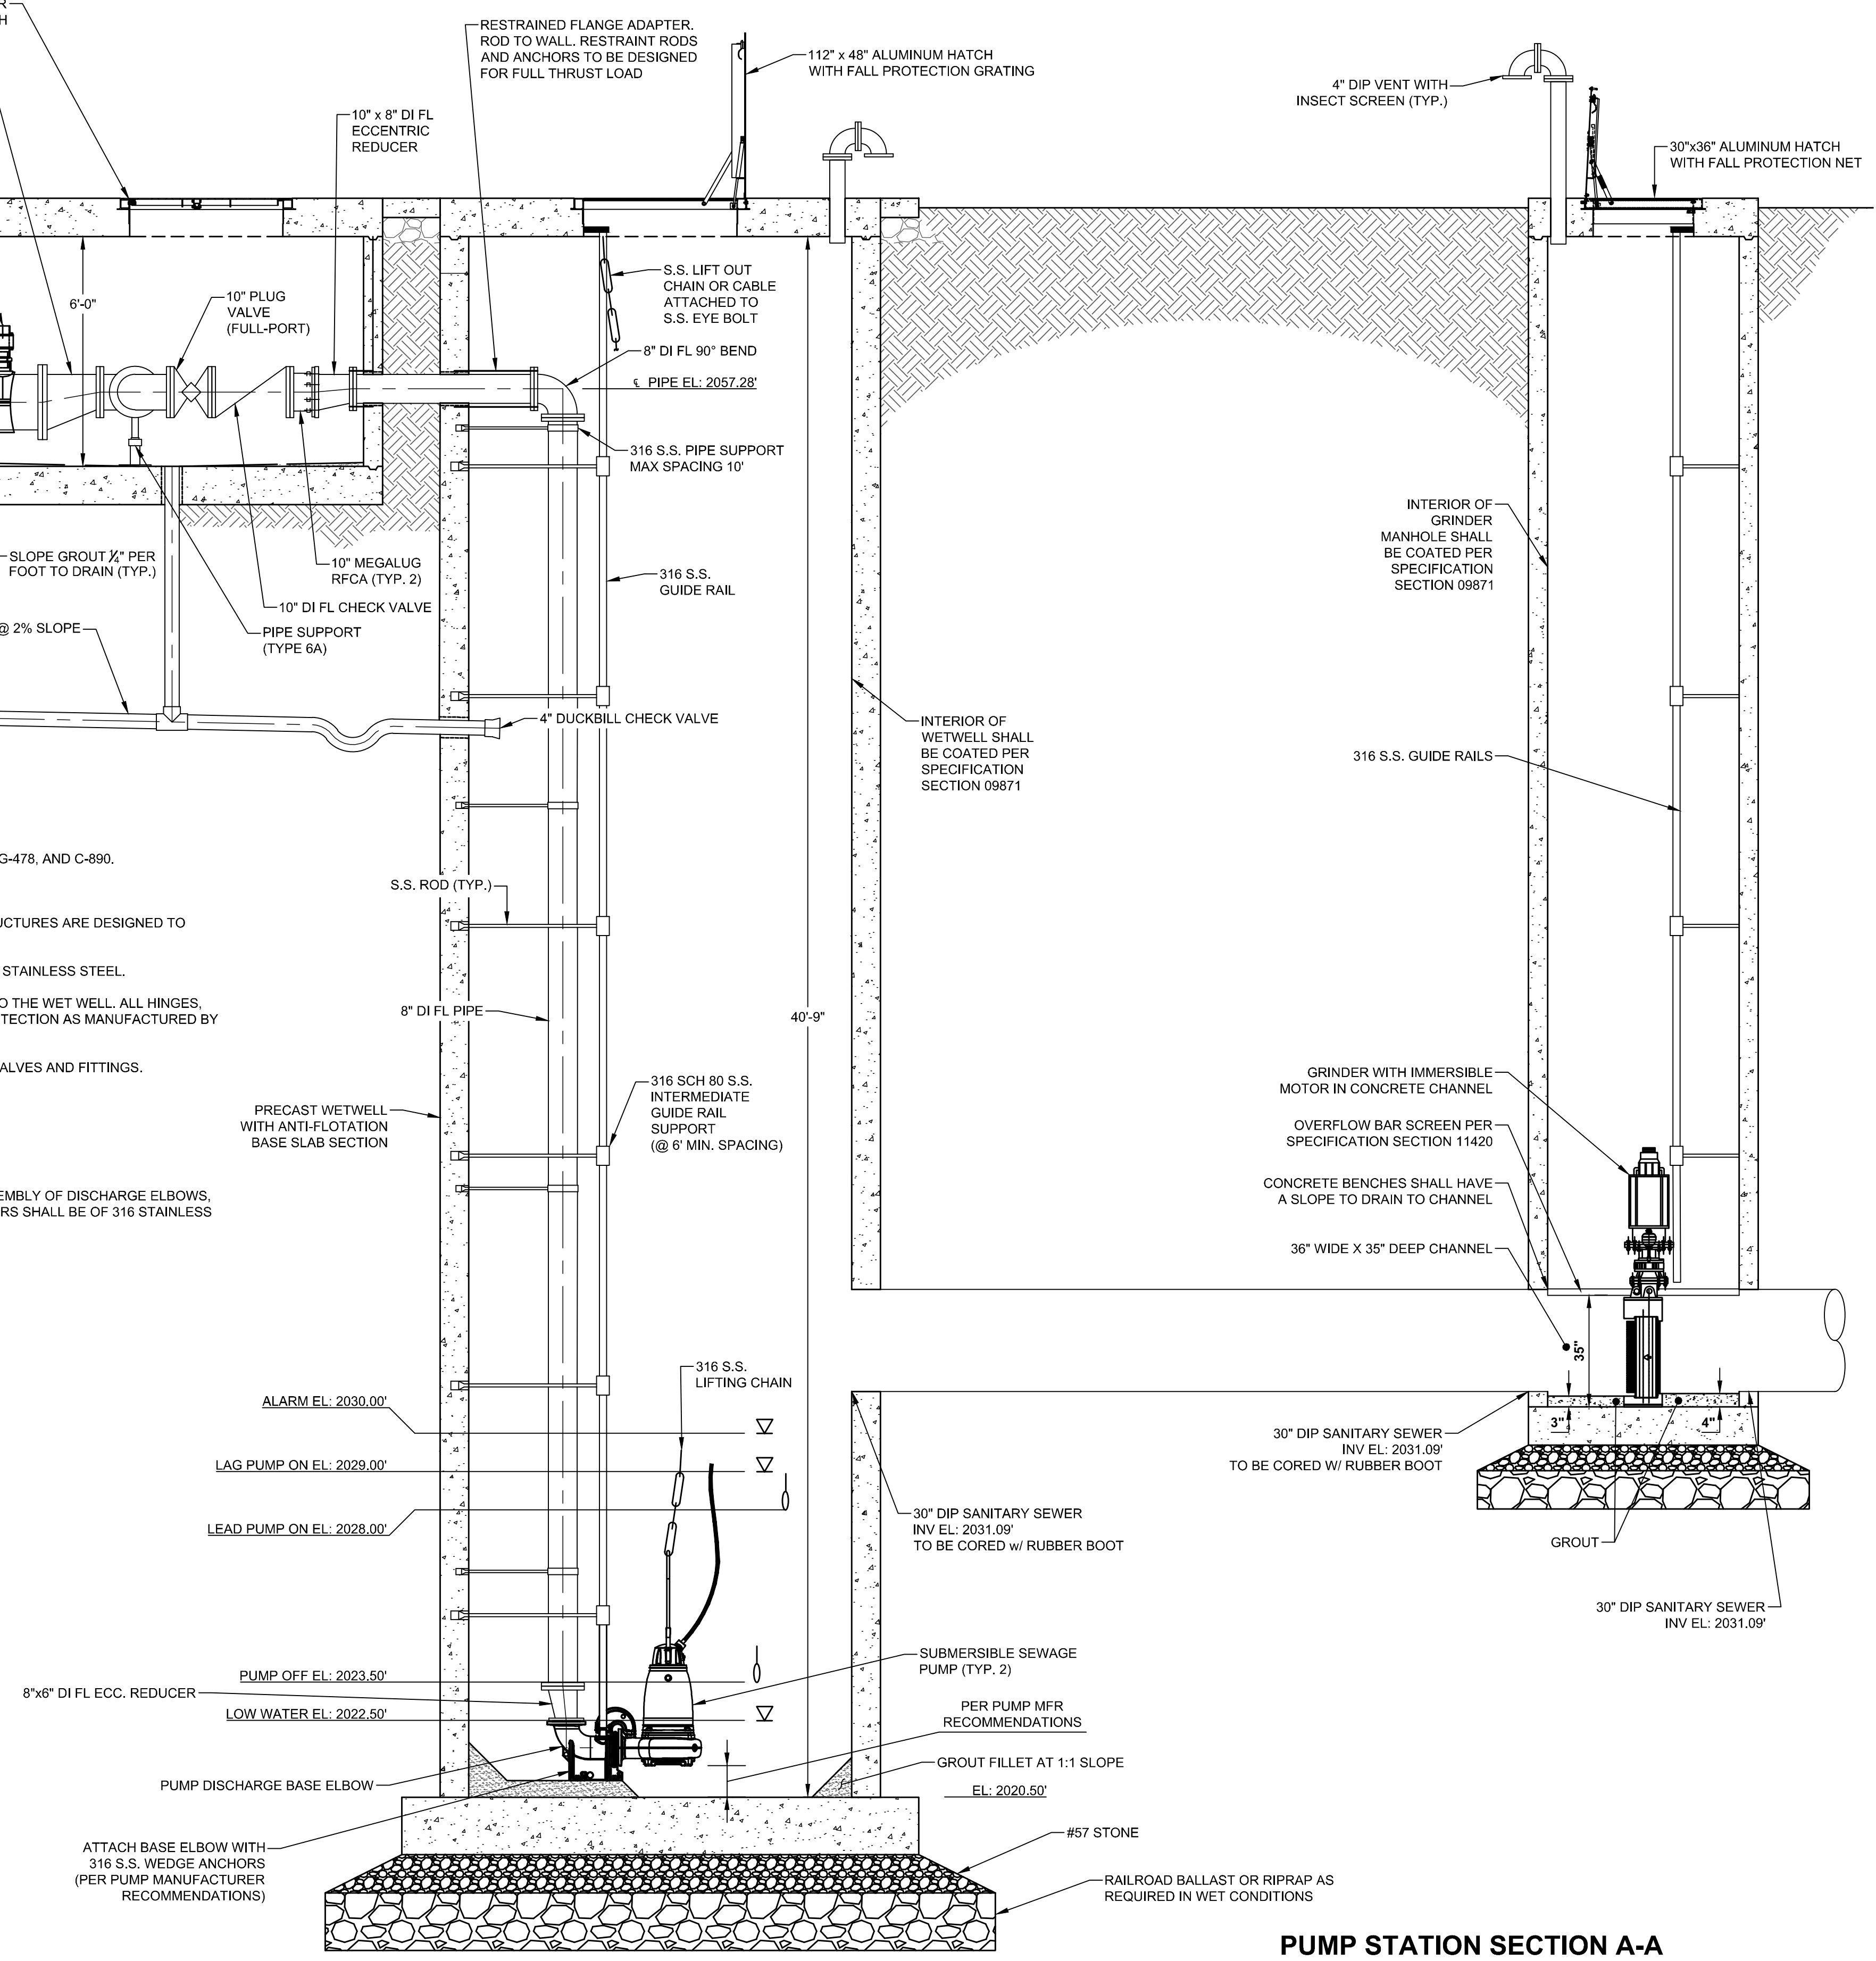 R
H
RESTRAINED FLANGE ADAPTER.
ROD TO WALL. RESTRAINT RODS
AND ANCHORS TO BE DESIGNED
FOR FULL THRUST LOAD
112" x 48" ALUMINUM HATCH
WITH FALL PROTECTION GRATING
4" DIP VENT WITH
INSECT SCREEN (TYP.)
10" x 8" DI FL
ECCENTRIC
REDUCER
30"x36" ALUMINUM HATCH
WITH FALL PROTECTION NET
6'-0"
10" PLUG
VALVE
(FULL-PORT)
S.S. LIFT OUT
CHAIN OR CABLE
ATTACHED TO
S.S. EYE BOLT
8" DI FL 90° BEND
℄ PIPE EL: 2057.28'
316 S.S. PIPE SUPPORT
MAX SPACING 10'
INTERIOR OF
GRINDER
MANHOLE SHALL
BE COATED PER
SPECIFICATION
SECTION 09871
SLOPE GROUT ¼" PER
FOOT TO DRAIN (TYP.)
10" MEGALUG
RFCA (TYP. 2)
316 S.S.
GUIDE RAIL
10" DI FL CHECK VALVE
@ 2% SLOPE
PIPE SUPPORT
(TYPE 6A)
4" DUCKBILL CHECK VALVE
INTERIOR OF
WETWELL SHALL
BE COATED PER
SPECIFICATION
SECTION 09871
316 S.S. GUIDE RAILS
G-478, AND C-890.
S.S. ROD (TYP.)
UCTURES ARE DESIGNED TO
STAINLESS STEEL.
O THE WET WELL. ALL HINGES,
TECTION AS MANUFACTURED BY
8" DI FL PIPE
40'-9"
ALVES AND FITTINGS.
316 SCH 80 S.S.
INTERMEDIATE
GUIDE RAIL
SUPPORT
(@ 6' MIN. SPACING)
GRINDER WITH IMMERSIBLE
MOTOR IN CONCRETE CHANNEL
PRECAST WETWELL
WITH ANTI-FLOTATION
BASE SLAB SECTION
OVERFLOW BAR SCREEN PER
SPECIFICATION SECTION 11420
CONCRETE BENCHES SHALL HAVE
A SLOPE TO DRAIN TO CHANNEL
EMBLY OF DISCHARGE ELBOWS,
RS SHALL BE OF 316 STAINLESS
36" WIDE X 35" DEEP CHANNEL
35"
316 S.S.
LIFTING CHAIN
ALARM EL: 2030.00'
3"
4"
30" DIP SANITARY SEWER
INV EL: 2031.09'
TO BE CORED W/ RUBBER BOOT
LAG PUMP ON EL: 2029.00'
30" DIP SANITARY SEWER
INV EL: 2031.09'
TO BE CORED w/ RUBBER BOOT
LEAD PUMP ON EL: 2028.00'
GROUT
30" DIP SANITARY SEWER
INV EL: 2031.09'
SUBMERSIBLE SEWAGE
PUMP (TYP. 2)
PUMP OFF EL: 2023.50'
8"x6" DI FL ECC. REDUCER
LOW WATER EL: 2022.50'
PER PUMP MFR
RECOMMENDATIONS
GROUT FILLET AT 1:1 SLOPE
PUMP DISCHARGE BASE ELBOW
EL: 2020.50'
#57 STONE
ATTACH BASE ELBOW WITH
316 S.S. WEDGE ANCHORS
(PER PUMP MANUFACTURER
RECOMMENDATIONS)
RAILROAD BALLAST OR RIPRAP AS
REQUIRED IN WET CONDITIONS
PUMP STATION SECTION A-A